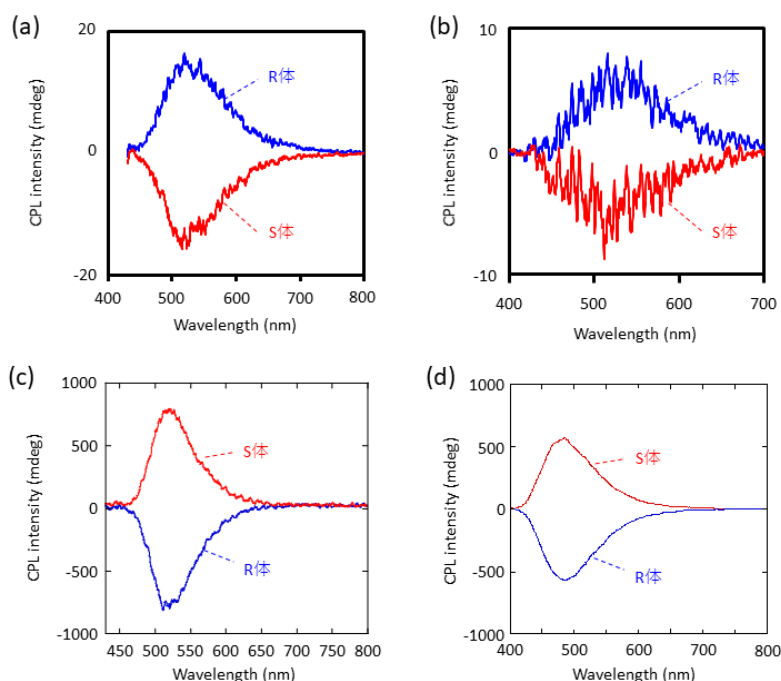 (a)
20
0
-20
CPL intensity (mdeg)
R体
S体
400 500 600 700 800
Wavelength (nm)
(b)
10
0
-10
CPL intensity (mdeg)
R体
S体
400 500 600 700
Wavelength (nm)
(c)
1000
500
0
-500
-1000
CPL intensity (mdeg)
S体
R体
450 500 550 600 650 700 750 800
Wavelength (nm)
(d)
1000
500
0
-500
-1000
CPL intensity (mdeg)
S体
R体
400 500 600 700 800
Wavelength (nm)